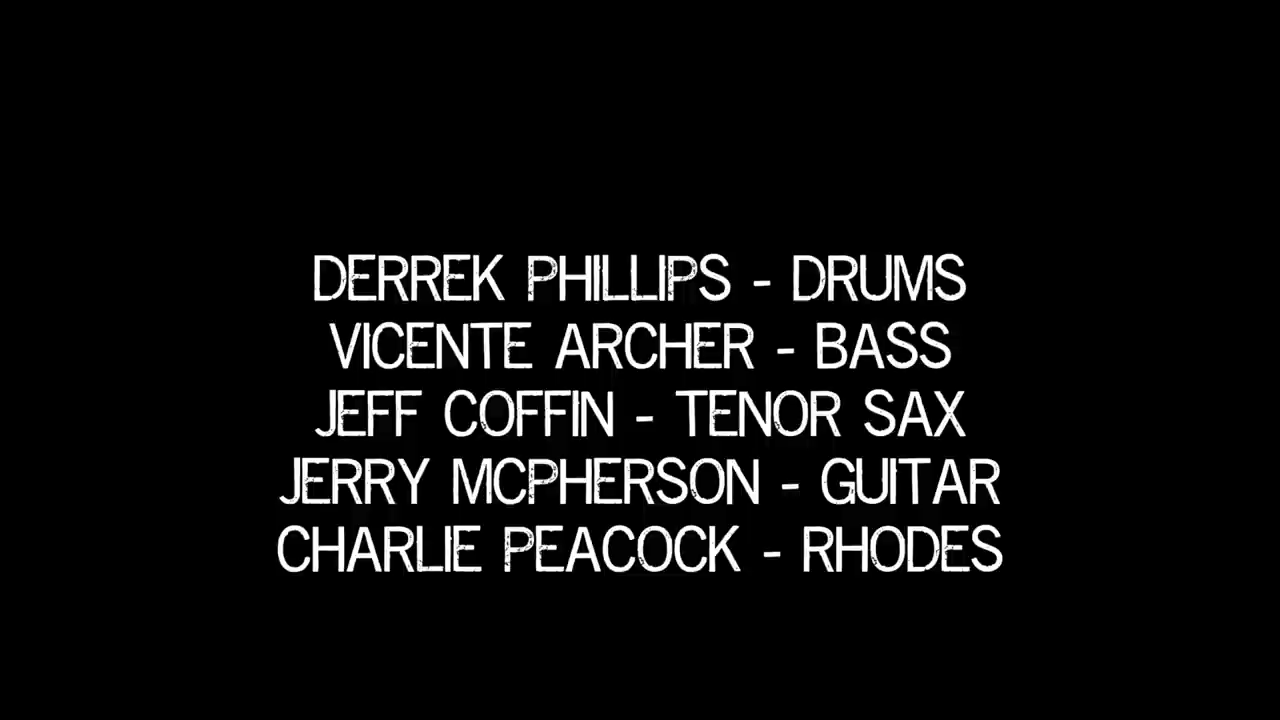 DERREK PHILLIPS - DRUMS
VICENTE ARCHER - BASS
JEFF COFFIN - TENOR SAX
JERRY MCPHERSON - GUITAR
CHARLIE PEACOCK - RHODES